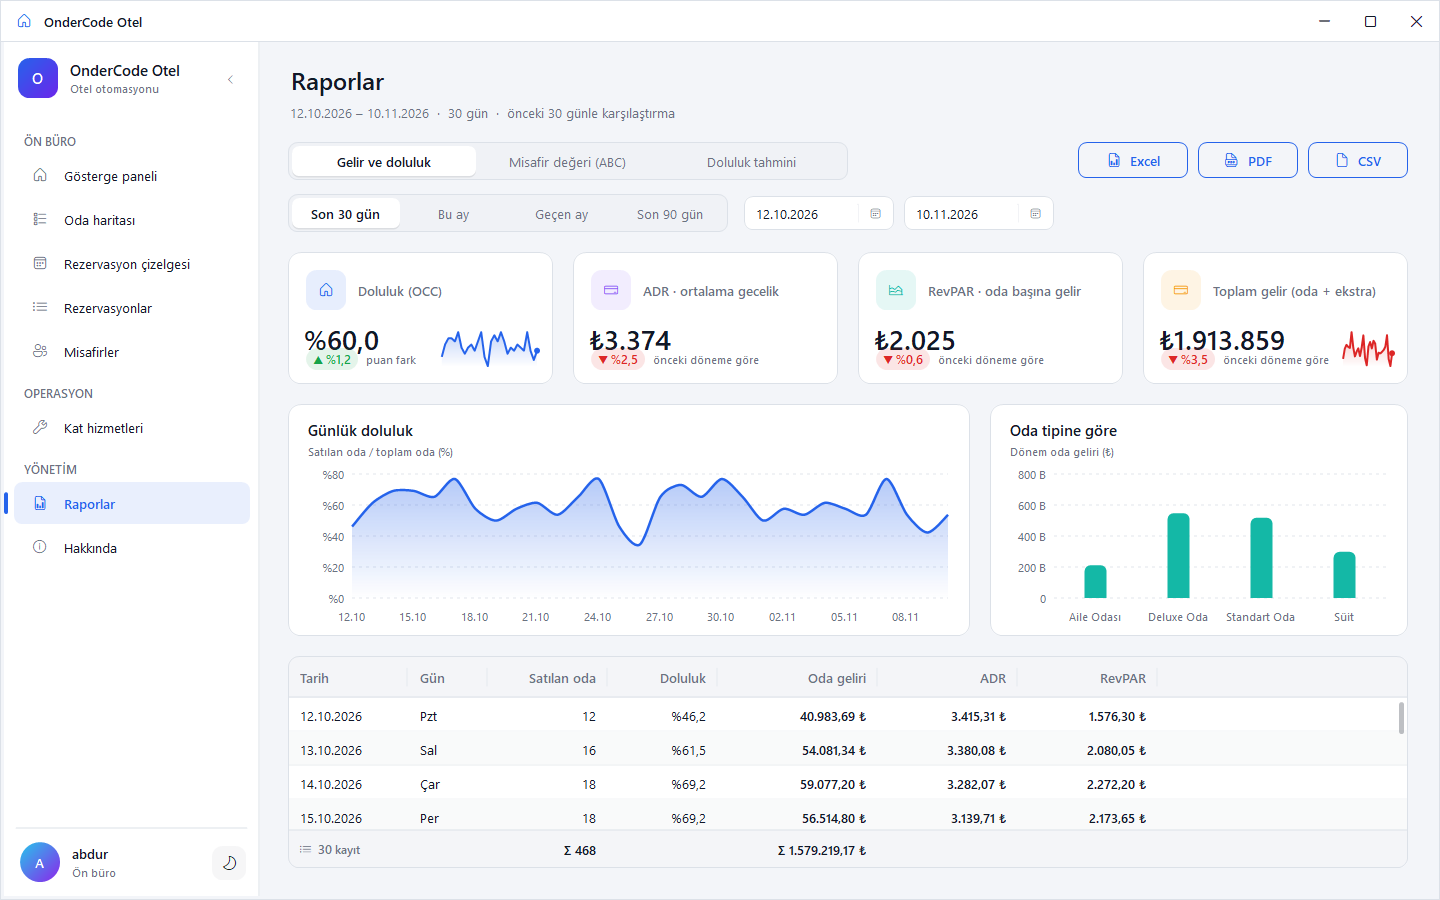 OnderCode Otel
O
OnderCode Otel
Otel otomasyonu
ÖN BÜRO
Gösterge paneli
Oda haritası
Rezervasyon çizelgesi
Rezervasyonlar
Misafirler
OPERASYON
Kat hizmetleri
YÖNETİM
Raporlar
Hakkında
A
abdur
Ön büro
Raporlar
12.10.2026 – 10.11.2026 · 30 gün · önceki 30 günle karşılaştırma
Gelir ve doluluk Misafir değeri (ABC) Doluluk tahmini
Excel PDF CSV
Son 30 gün Bu ay Geçen ay Son 90 gün 12.10.2026 10.11.2026
Doluluk (OCC)
%60,0
▲ %1,2 puan fark
ADR · ortalama gecelik
₺3.374
▼ %2,5 önceki döneme göre
RevPAR · oda başına gelir
₺2.025
▼ %0,6 önceki döneme göre
Toplam gelir (oda + ekstra)
₺1.913.859
▼ %3,5 önceki döneme göre
Günlük doluluk
Satılan oda / toplam oda (%)
%80
%60
%40
%20
%0
12.10 15.10 18.10 21.10 24.10 27.10 30.10 02.11 05.11 08.11
Oda tipine göre
Dönem oda geliri (₺)
800 B
600 B
400 B
200 B
0
Aile Odası Deluxe Oda Standart Oda Süit
Tarih Gün Satılan oda Doluluk Oda geliri ADR RevPAR
12.10.2026 Pzt 12 %46,2 40.983,69 ₺ 3.415,31 ₺ 1.576,30 ₺
13.10.2026 Sal 16 %61,5 54.081,34 ₺ 3.380,08 ₺ 2.080,05 ₺
14.10.2026 Çar 18 %69,2 59.077,20 ₺ 3.282,07 ₺ 2.272,20 ₺
15.10.2026 Per 18 %69,2 56.514,80 ₺ 3.139,71 ₺ 2.173,65 ₺
30 kayıt Σ 468 Σ 1.579.219,17 ₺